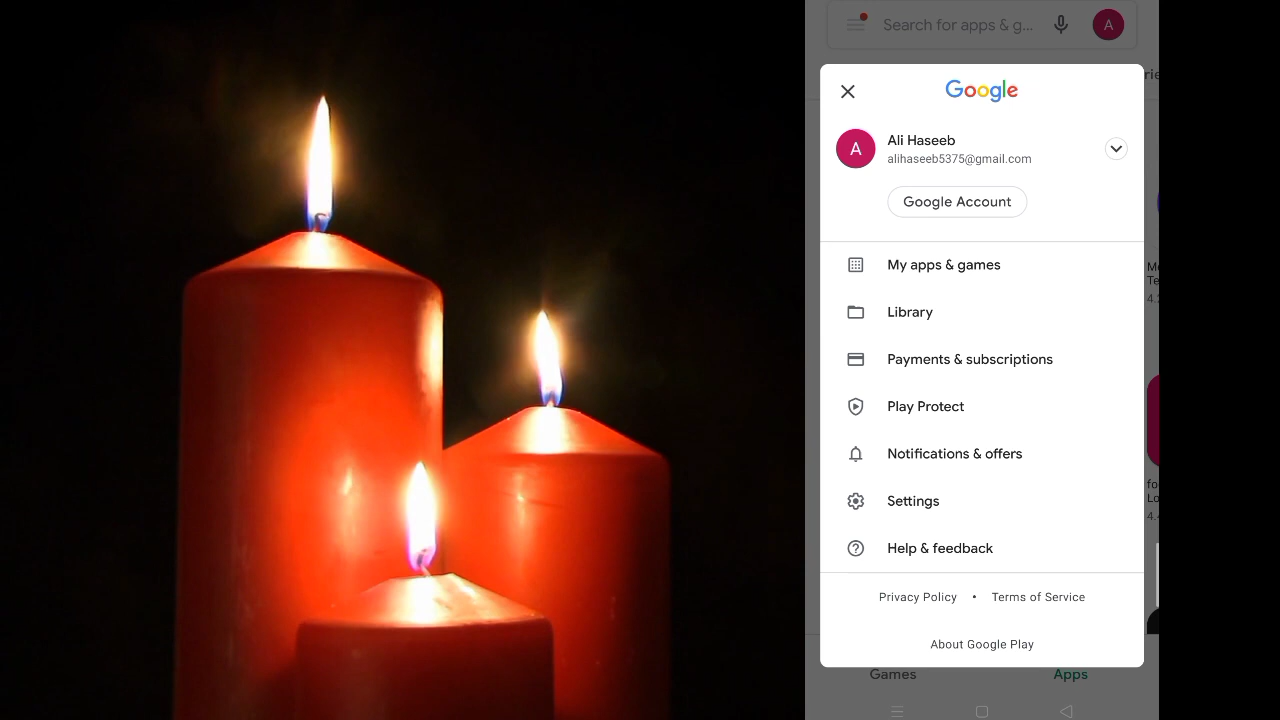 Search for apps & g...
A
Google
A
Ali Haseeb
alihaseeb5375@gmail.com
Google Account
My apps & games
Library
Payments & subscriptions
Play Protect
Notifications & offers
Settings
Help & feedback
Privacy Policy • Terms of Service
About Google Play
Games
Apps